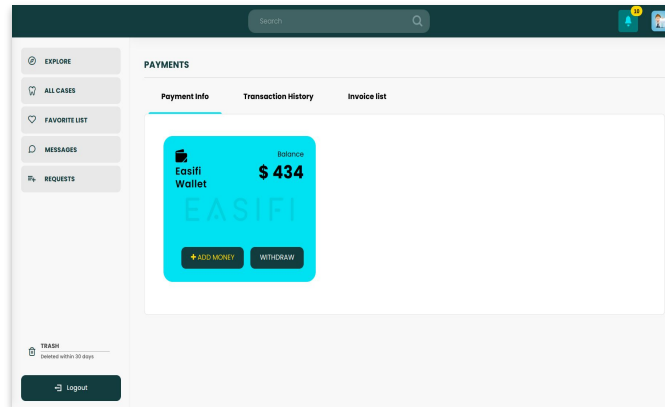 Search
10
EXPLORE
ALL CASES
FAVORITE LIST
MESSAGES
REQUESTS
TRASH
Deleted within 30 days
Logout
PAYMENTS
Payment Info
Transaction History
Invoice list
Easifi
Wallet
Balance
$ 434
EASIFI
+ ADD MONEY
WITHDRAW